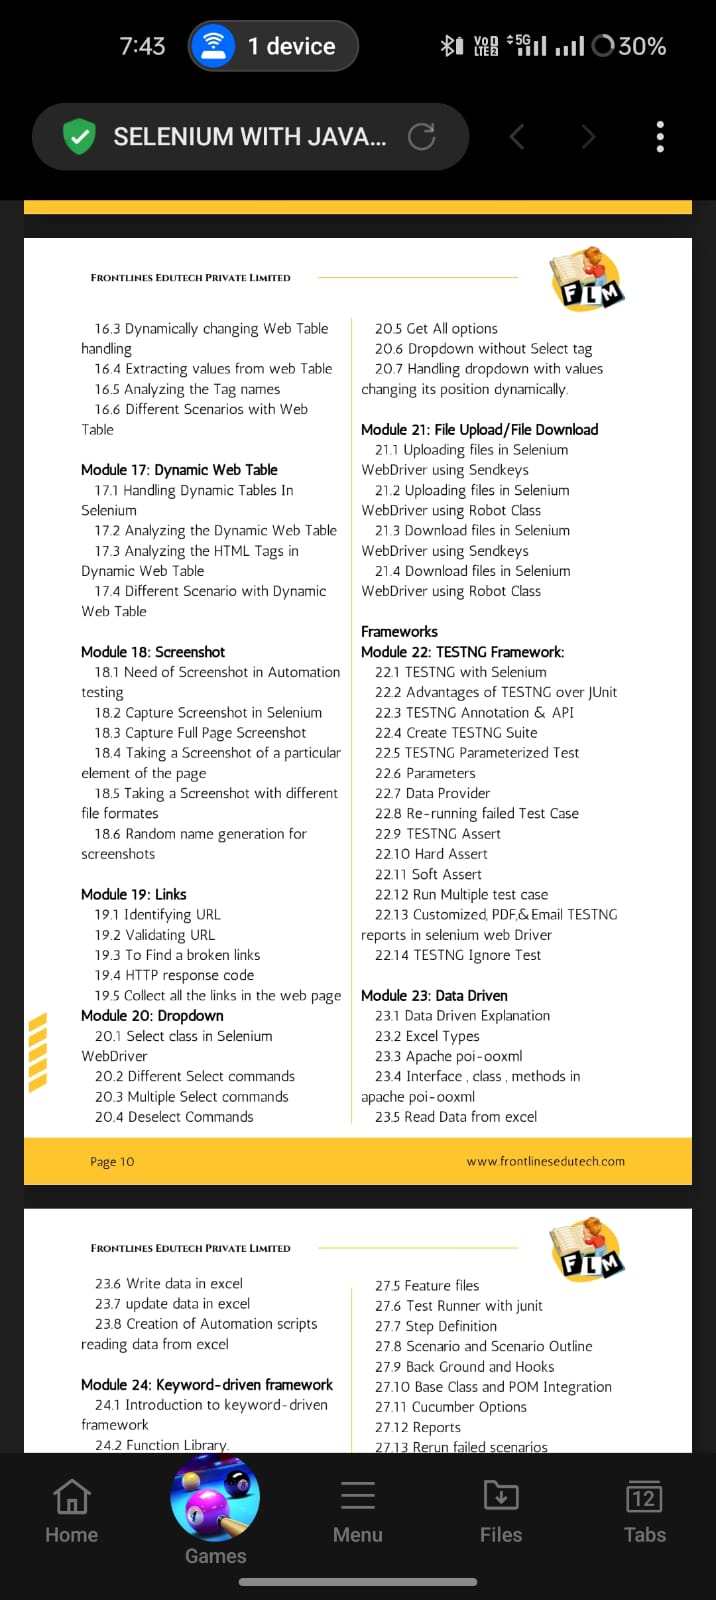 7:43
1 device
VoD
LTE2
5G
30%
SELENIUM WITH JAVA...
FRONTLINES EDUTECH PRIVATE LIMITED
FLM
16.3 Dynamically changing Web Table
handling
16.4 Extracting values from web Table
16.5 Analyzing the Tag names
16.6 Different Scenarios with Web
Table
Module 17: Dynamic Web Table
17.1 Handling Dynamic Tables In
Selenium
17.2 Analyzing the Dynamic Web Table
17.3 Analyzing the HTML Tags in
Dynamic Web Table
17.4 Different Scenario with Dynamic
Web Table
Module 18: Screenshot
18.1 Need of Screenshot in Automation
testing
18.2 Capture Screenshot in Selenium
18.3 Capture Full Page Screenshot
18.4 Taking a Screenshot of a particular
element of the page
18.5 Taking a Screenshot with different
file formates
18.6 Random name generation for
screenshots
Module 19: Links
19.1 Identifying URL
19.2 Validating URL
19.3 To Find a broken links
19.4 HTTP response code
19.5 Collect all the links in the web page
Module 20: Dropdown
20.1 Select class in Selenium
WebDriver
20.2 Different Select commands
20.3 Multiple Select commands
20.4 Deselect Commands
20.5 Get All options
20.6 Dropdown without Select tag
20.7 Handling dropdown with values
changing its position dynamically.
Module 21: File Upload/File Download
21.1 Uploading files in Selenium
WebDriver using Sendkeys
21.2 Uploading files in Selenium
WebDriver using Robot Class
21.3 Download files in Selenium
WebDriver using Sendkeys
21.4 Download files in Selenium
WebDriver using Robot Class
Frameworks
Module 22: TESTNG Framework:
22.1 TESTNG with Selenium
22.2 Advantages of TESTNG over JUnit
22.3 TESTNG Annotation & API
22.4 Create TESTNG Suite
22.5 TESTNG Parameterized Test
22.6 Parameters
22.7 Data Provider
22.8 Re-running failed Test Case
22.9 TESTNG Assert
22.10 Hard Assert
22.11 Soft Assert
22.12 Run Multiple test case
22.13 Customized, PDF,& Email TESTNG
reports in selenium web Driver
22.14 TESTNG Ignore Test
Module 23: Data Driven
23.1 Data Driven Explanation
23.2 Excel Types
23.3 Apache poi-ooxml
23.4 Interface , class , methods in
apache poi-ooxml
23.5 Read Data from excel
Page 10
www.frontlinesedutech.com
FRONTLINES EDUTECH PRIVATE LIMITED
FLM
23.6 Write data in excel
23.7 update data in excel
23.8 Creation of Automation scripts
reading data from excel
Module 24: Keyword-driven framework
24.1 Introduction to keyword-driven
framework
24.2 Function Library.
27.5 Feature files
27.6 Test Runner with junit
27.7 Step Definition
27.8 Scenario and Scenario Outline
27.9 Back Ground and Hooks
27.10 Base Class and POM Integration
27.11 Cucumber Options
27.12 Reports
27.13 Rerun failed scenarios
12
Home
Games
Menu
Files
Tabs